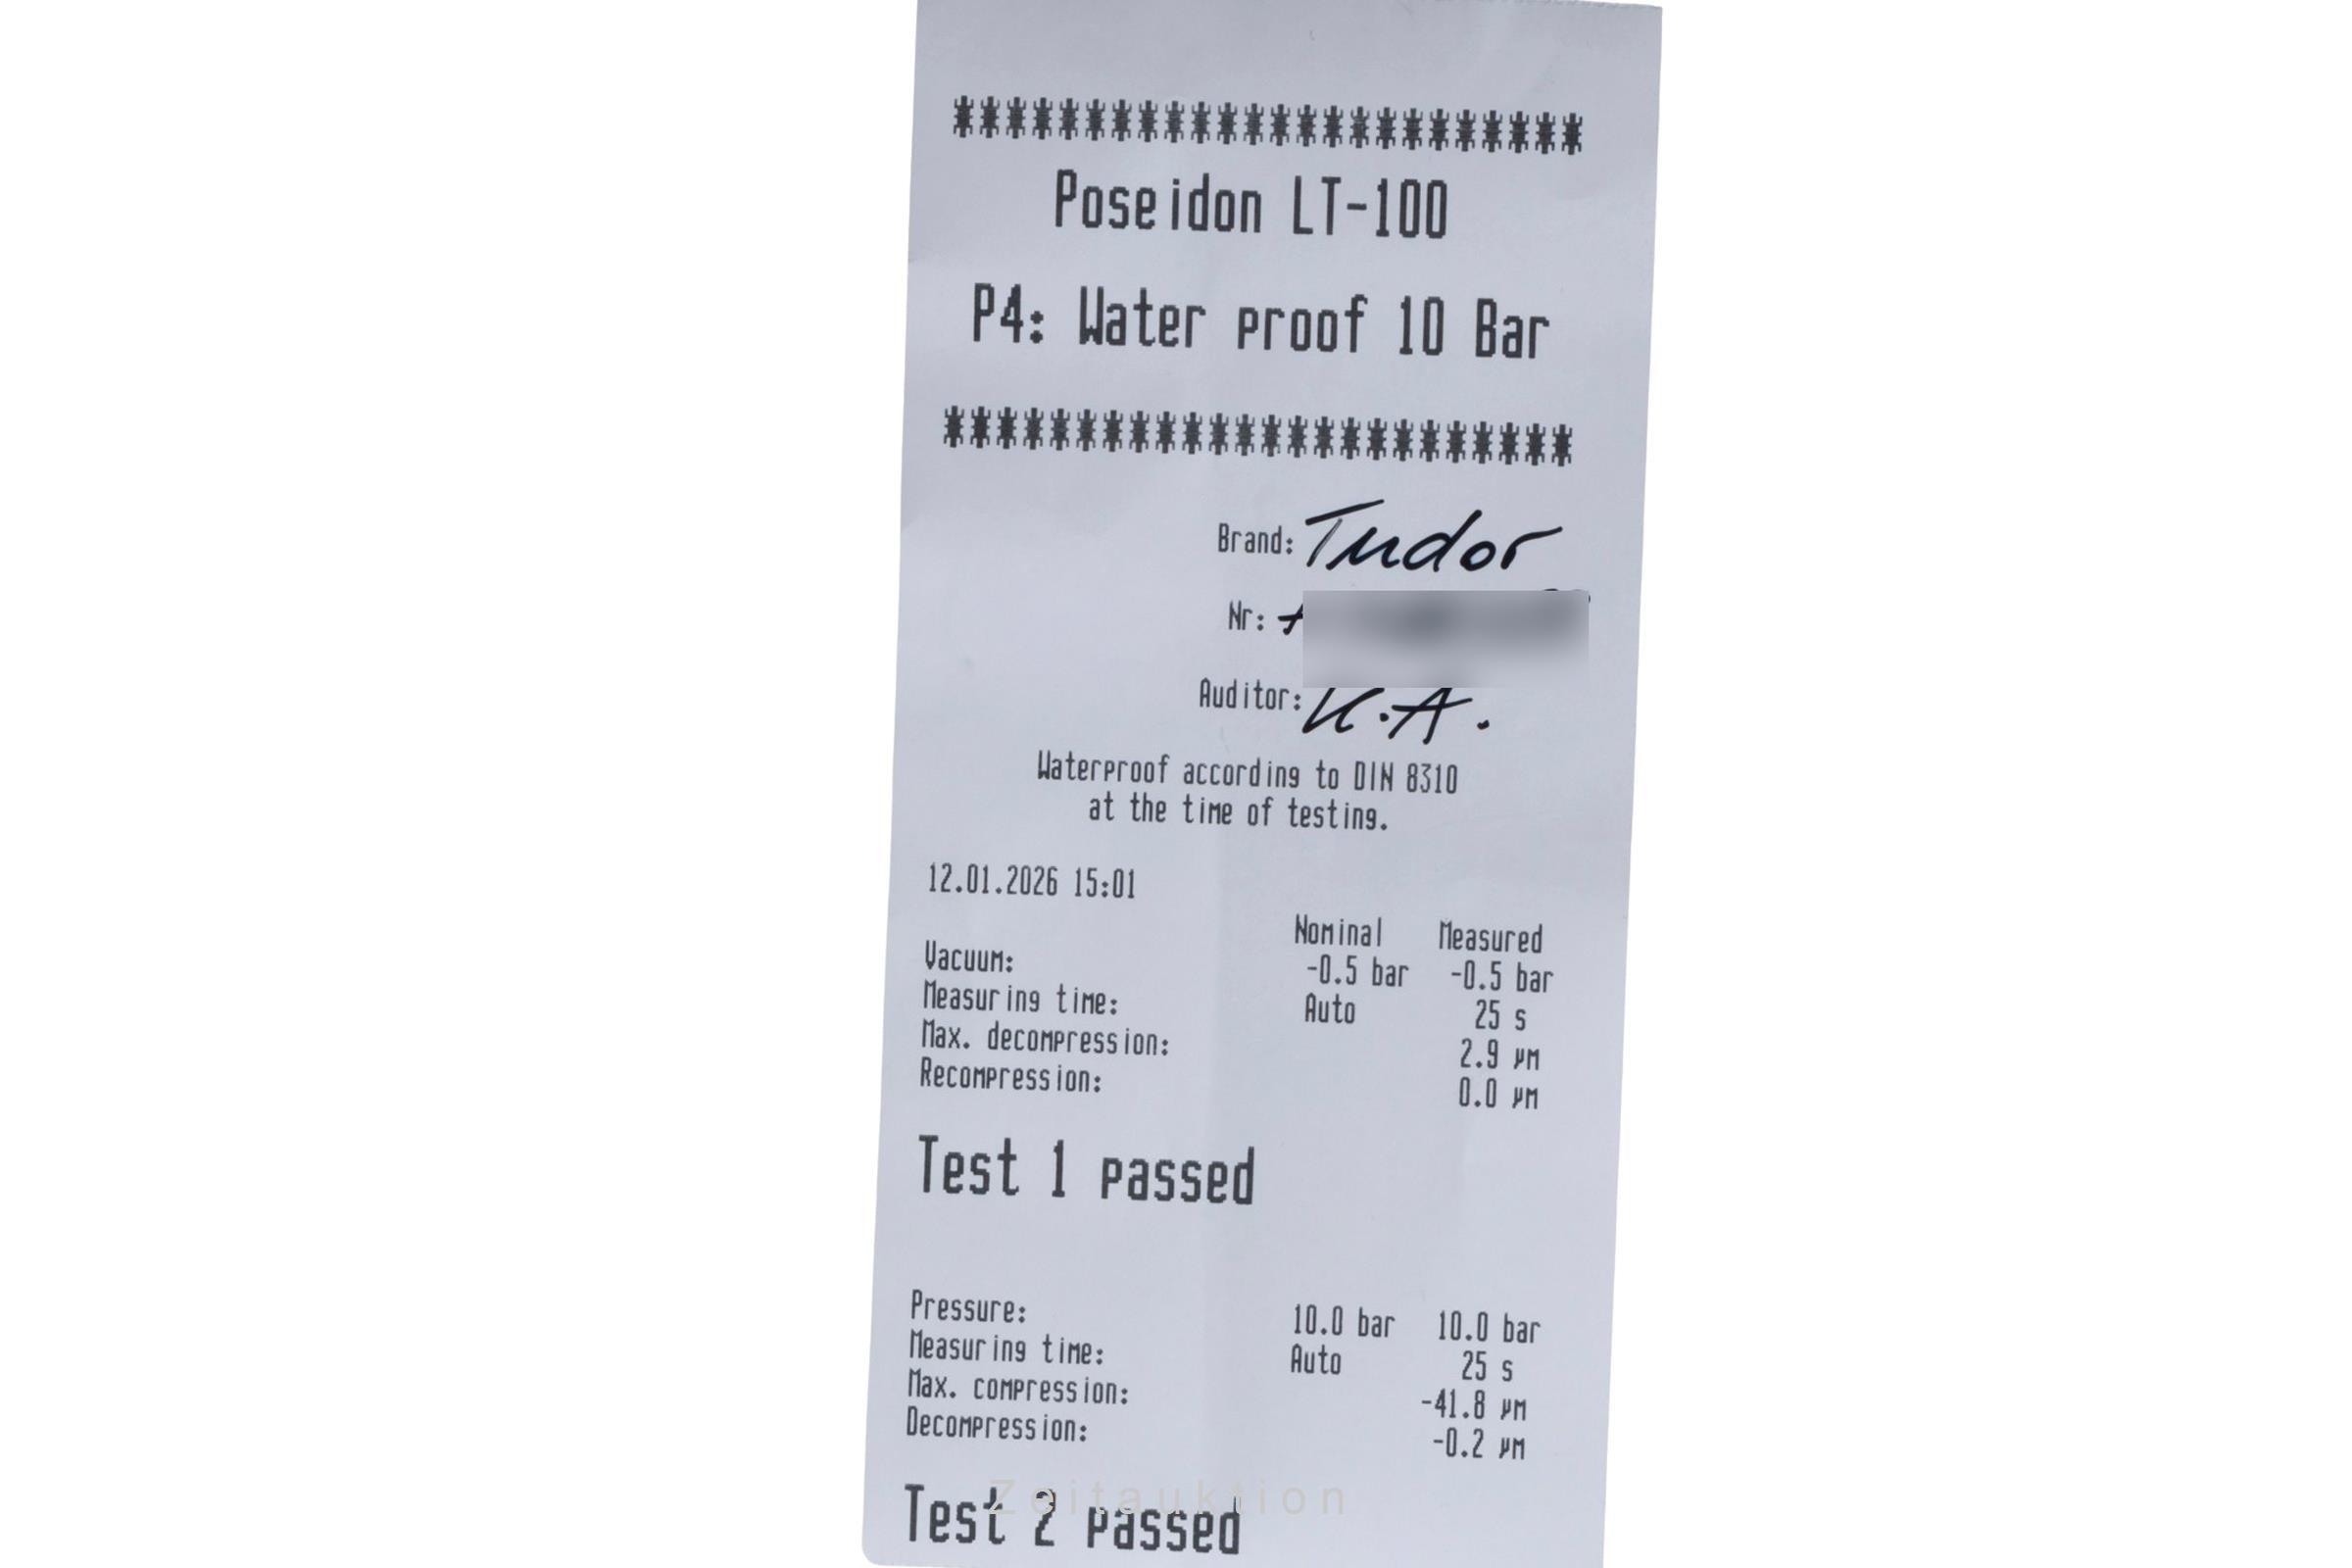 ************************
Poseidon LT-100
P4: Water proof 10 Bar
************************
Brand: Tudor
Nr:
Auditor: K.A.
Waterproof according to DIN 8310
at the time of testing.
12.01.2026 15:01
Nominal Measured
Vacuum: -0.5 bar -0.5 bar
Measuring time: Auto 25 s
Max. decompression: 2.9 µm
Recompression: 0.0 µm
Test 1 passed
Pressure: 10.0 bar 10.0 bar
Measuring time: Auto 25 s
Max. compression: -41.8 µm
Decompression: -0.2 µm
Test 2 passed
Zeitauktion